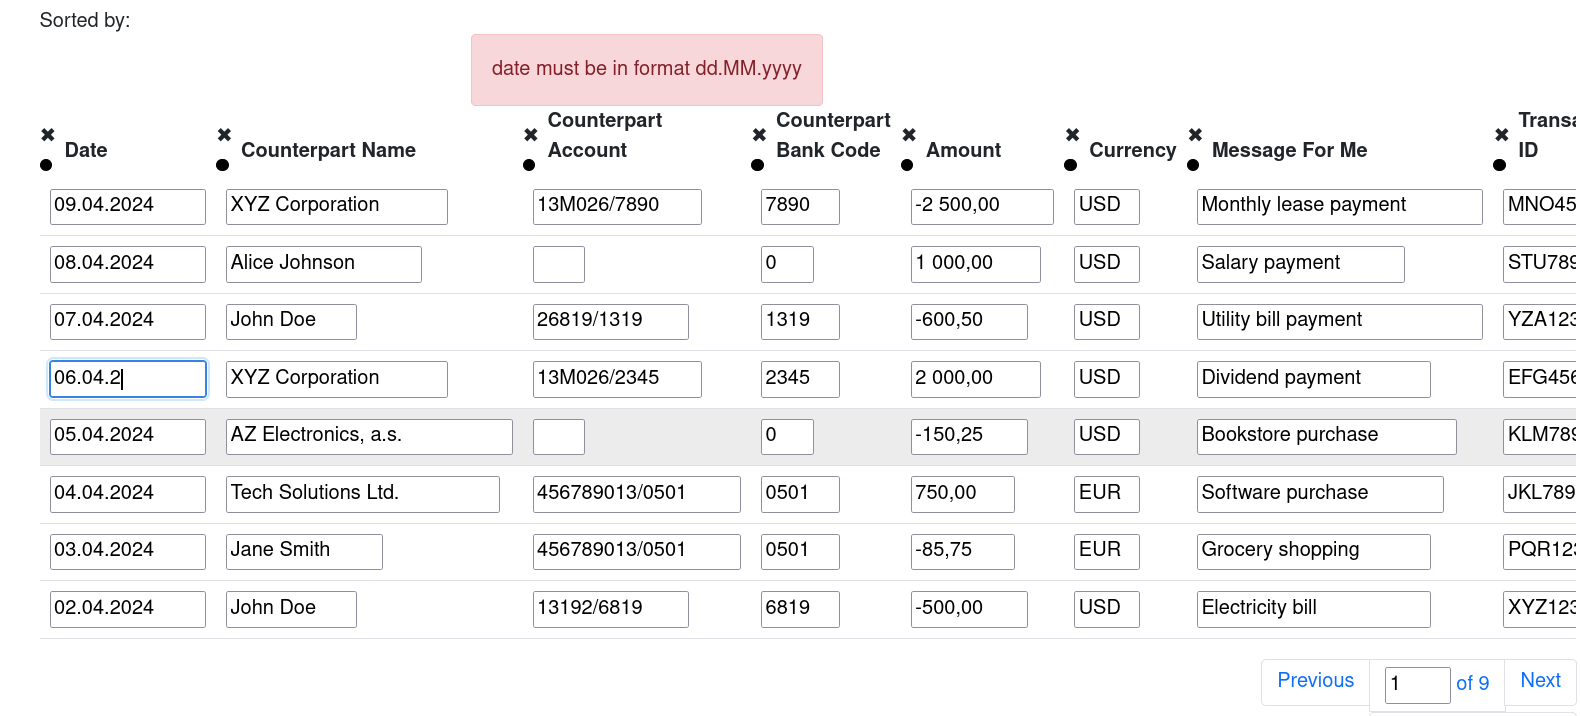 Sorted by:
date must be in format dd.MM.yyyy
✖ Date ✖ Counterpart Name ✖ Counterpart Account ✖ Counterpart Bank Code ✖ Amount ✖ Currency ✖ Message For Me ✖ ID
09.04.2024 XYZ Corporation 13M026/7890 7890 -2 500,00 USD Monthly lease payment MNO45
08.04.2024 Alice Johnson 0 1 000,00 USD Salary payment STU789
07.04.2024 John Doe 26819/1319 1319 -600,50 USD Utility bill payment YZA123
06.04.2 XYZ Corporation 13M026/2345 2345 2 000,00 USD Dividend payment EFG456
05.04.2024 AZ Electronics, a.s. 0 -150,25 USD Bookstore purchase KLM789
04.04.2024 Tech Solutions Ltd. 456789013/0501 0501 750,00 EUR Software purchase JKL789
03.04.2024 Jane Smith 456789013/0501 0501 -85,75 EUR Grocery shopping PQR123
02.04.2024 John Doe 13192/6819 6819 -500,00 USD Electricity bill XYZ123
Previous 1 of 9 Next